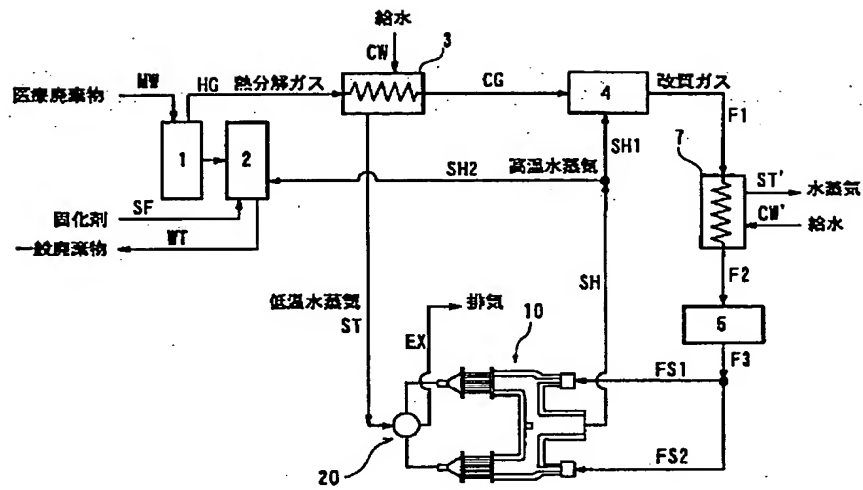 給水
CW
3
MW
HG 熱分解ガス
CG
改質ガス
医療廃棄物
4
F1
1
2
SH1
7
ST'
水蒸気
SH2
高温水蒸気
CW'
給水
固化剤
SF
一般廃棄物
WT
F2
SH
低温水蒸気
ST
排気
EX
10
5
F3
FS1
20
FS2